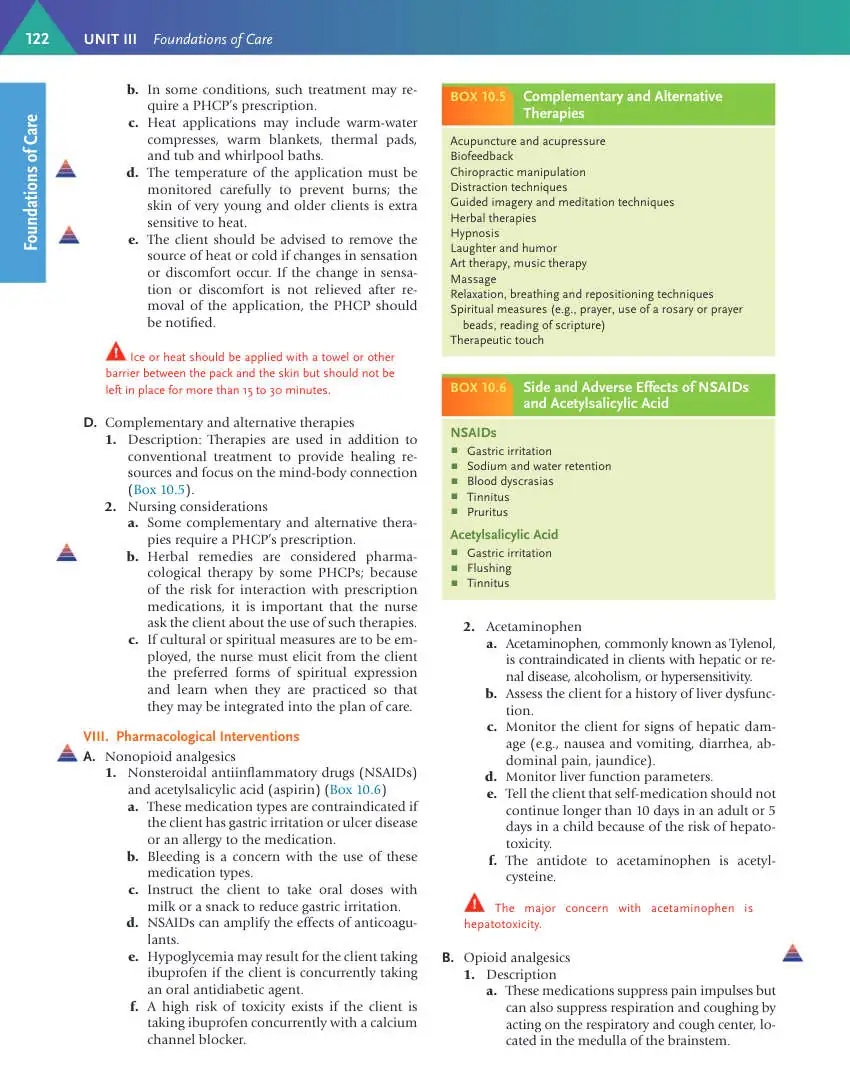 122 UNIT III Foundations of Care
Foundations of Care
b. In some conditions, such treatment may re-
quire a PHCP's prescription.
c. Heat applications may include warm-water
compresses, warm blankets, thermal pads,
and tub and whirlpool baths.
d. The temperature of the application must be
monitored carefully to prevent burns; the
skin of very young and older clients is extra
sensitive to heat.
e. The client should be advised to remove the
source of heat or cold if changes in sensation
or discomfort occur. If the change in sensa-
tion or discomfort is not relieved after re-
moval of the application, the PHCP should
be notified.
Ice or heat should be applied with a towel or other
barrier between the pack and the skin but should not be
left in place for more than 15 to 30 minutes.
D. Complementary and alternative therapies
1. Description: Therapies are used in addition to
conventional treatment to provide healing re-
sources and focus on the mind-body connection
(Box 10.5).
2. Nursing considerations
a. Some complementary and alternative thera-
pies require a PHCP's prescription.
b. Herbal remedies are considered pharma-
cological therapy by some PHCPs; because
of the risk for interaction with prescription
medications, it is important that the nurse
ask the client about the use of such therapies.
c. If cultural or spiritual measures are to be em-
ployed, the nurse must elicit from the client
the preferred forms of spiritual expression
and learn when they are practiced so that
they may be integrated into the plan of care.
VIII. Pharmacological Interventions
A. Nonopioid analgesics
1. Nonsteroidal antiinflammatory drugs (NSAIDs)
and acetylsalicylic acid (aspirin) (Box 10.6)
a. These medication types are contraindicated if
the client has gastric irritation or ulcer disease
or an allergy to the medication.
b. Bleeding is a concern with the use of these
medication types.
c. Instruct the client to take oral doses with
milk or a snack to reduce gastric irritation.
d. NSAIDs can amplify the effects of anticoagu-
lants.
e. Hypoglycemia may result for the client taking
ibuprofen if the client is concurrently taking
an oral antidiabetic agent.
f. A high risk of toxicity exists if the client is
taking ibuprofen concurrently with a calcium
channel blocker.
BOX 10.5 Complementary and Alternative
Therapies
Acupuncture and acupressure
Biofeedback
Chiropractic manipulation
Distraction techniques
Guided imagery and meditation techniques
Herbal therapies
Hypnosis
Laughter and humor
Art therapy, music therapy
Massage
Relaxation, breathing and repositioning techniques
Spiritual measures (e.g., prayer, use of a rosary or prayer
beads, reading of scripture)
Therapeutic touch
BOX 10.6 Side and Adverse Effects of NSAIDs
and Acetylsalicylic Acid
NSAIDs
■ Gastric irritation
■ Sodium and water retention
■ Blood dyscrasias
■ Tinnitus
■ Pruritus
Acetylsalicylic Acid
■ Gastric irritation
■ Flushing
■ Tinnitus
2. Acetaminophen
a. Acetaminophen, commonly known as Tylenol,
is contraindicated in clients with hepatic or re-
nal disease, alcoholism, or hypersensitivity.
b. Assess the client for a history of liver dysfunc-
tion.
c. Monitor the client for signs of hepatic dam-
age (e.g., nausea and vomiting, diarrhea, ab-
dominal pain, jaundice).
d. Monitor liver function parameters.
e. Tell the client that self-medication should not
continue longer than 10 days in an adult or 5
days in a child because of the risk of hepato-
toxicity.
f. The antidote to acetaminophen is acetyl-
cysteine.
The major concern with acetaminophen is
hepatotoxicity.
B. Opioid analgesics
1. Description
a. These medications suppress pain impulses but
can also suppress respiration and coughing by
acting on the respiratory and cough center, lo-
cated in the medulla of the brainstem.